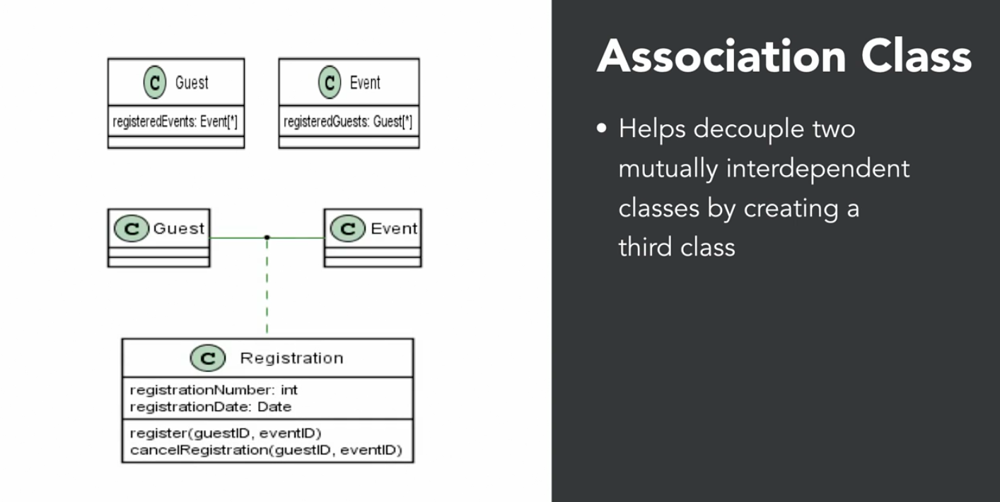 C Guest
registeredEvents: Event[*]
C Event
registeredGuests: Guest[*]
C Guest
C Event
C Registration
registrationNumber: int
registrationDate: Date
register(guestID, eventID)
cancelRegistration(guestID, eventID)
Association Class
• Helps decouple two
mutually interdependent
classes by creating a
third class